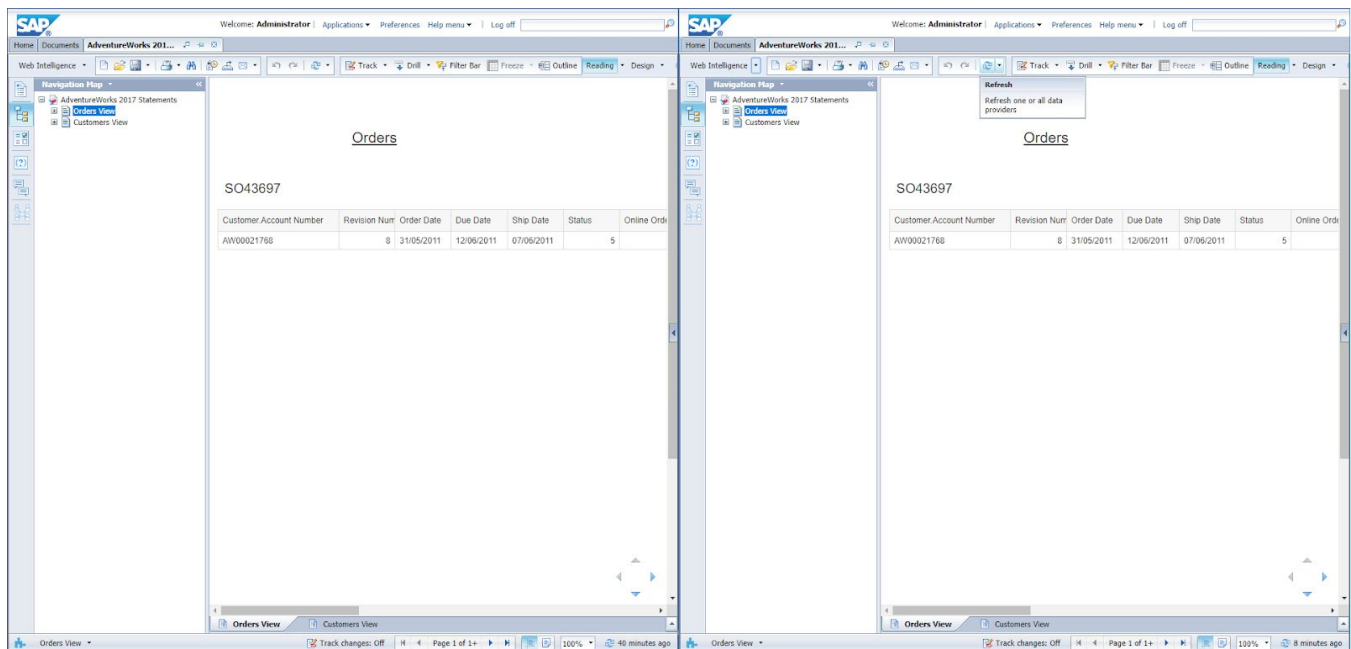 SAP
Welcome: Administrator | Applications Preferences Help menu | Log off
Home Documents AdventureWorks 201...
Web Intelligence Track Drill Filter Bar Freeze Outline Reading Design
Navigation Map
AdventureWorks 2017 Statements
Orders View
Customers View
Orders
SO43697
Customer.Account Number Revision Num Order Date Due Date Ship Date Status Online Orde
AW00021768 8 31/05/2011 12/06/2011 07/06/2011 5
Orders View Customers View
Orders View Track changes: Off Page 1 of 1+ 100% 40 minutes ago
SAP
Welcome: Administrator | Applications Preferences Help menu | Log off
Home Documents AdventureWorks 201...
Web Intelligence Track Drill Filter Bar Freeze Outline Reading Design
Refresh
Refresh one or all data
providers
Navigation Map
AdventureWorks 2017 Statements
Orders View
Customers View
Orders
SO43697
Customer.Account Number Revision Num Order Date Due Date Ship Date Status Online Orde
AW00021768 8 31/05/2011 12/06/2011 07/06/2011 5
Orders View Customers View
Orders View Track changes: Off Page 1 of 1+ 100% 8 minutes ago